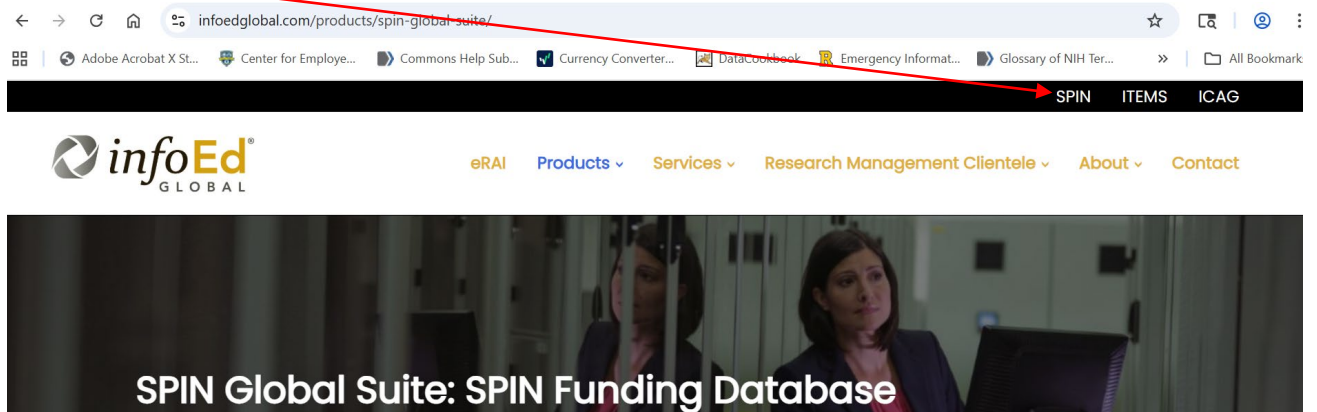 infoedglobal.com/products/spin-global-suite/
Adobe Acrobat X St... Center for Employe... Commons Help Sub... Currency Converter... DataCookbook Emergency Informat... Glossary of NIH Ter... » All Bookmark
SPIN ITEMS ICAG
infoEd®
GLOBAL
eRAI Products Services Research Management Clientele About Contact
SPIN Global Suite: SPIN Funding Database